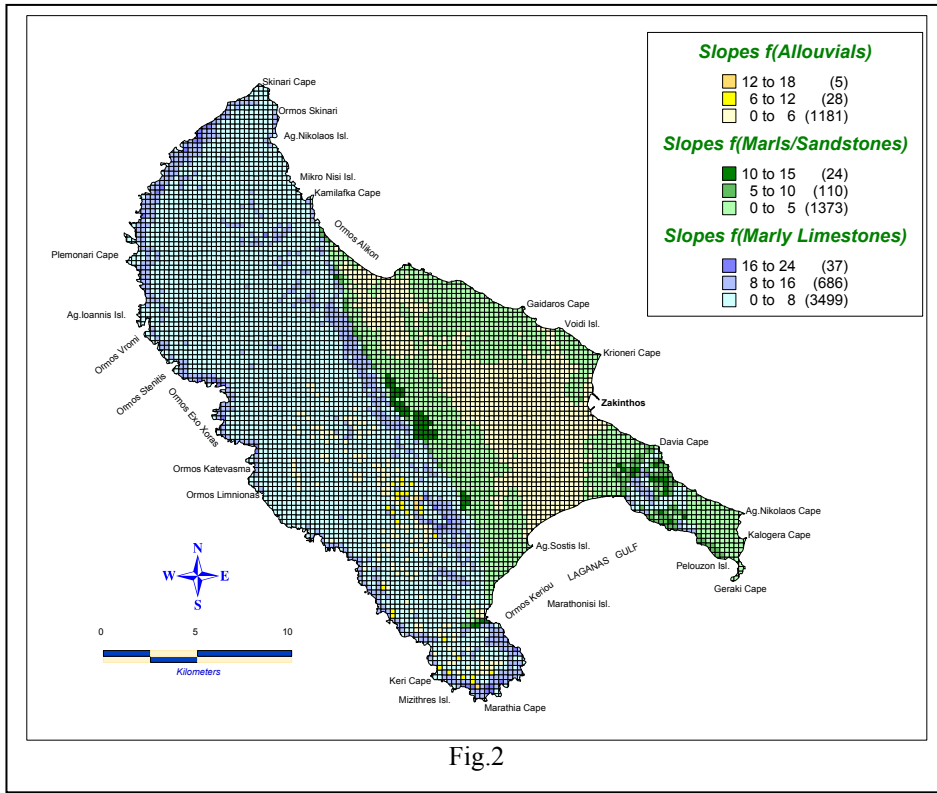 Slopes f(Allouvials)
12 to 18 (5)
6 to 12 (28)
0 to 6 (1181)
Slopes f(Marls/Sandstones)
10 to 15 (24)
5 to 10 (110)
0 to 5 (1373)
Slopes f(Marly Limestones)
16 to 24 (37)
8 to 16 (686)
0 to 8 (3499)
Skinari Cape
Ormos Skinari
Ag.Nikolaos Isl.
Mikro Nisi Isl.
Kamilafka Cape
Ormos Alikon
Plemonari Cape
Gaidaros Cape
Ag.Ioannis Isl.
Voidi Isl.
Ormos Vromi
Krioneri Cape
Ormos Stenitis
Ormos Exo Xoras
Zakinthos
Davia Cape
Ormos Katevasma
Ormos Limnionas
Ag.Nikolaos Cape
Kalogera Cape
Ag.Sostis Isl.
LAGANAS GULF
Pelouzon Isl.
Geraki Cape
Ormos Keriou
Marathonisi Isl.
N
W E
S
0 5 10
Kilometers
Keri Cape
Mizithres Isl.
Marathia Cape
Fig.2